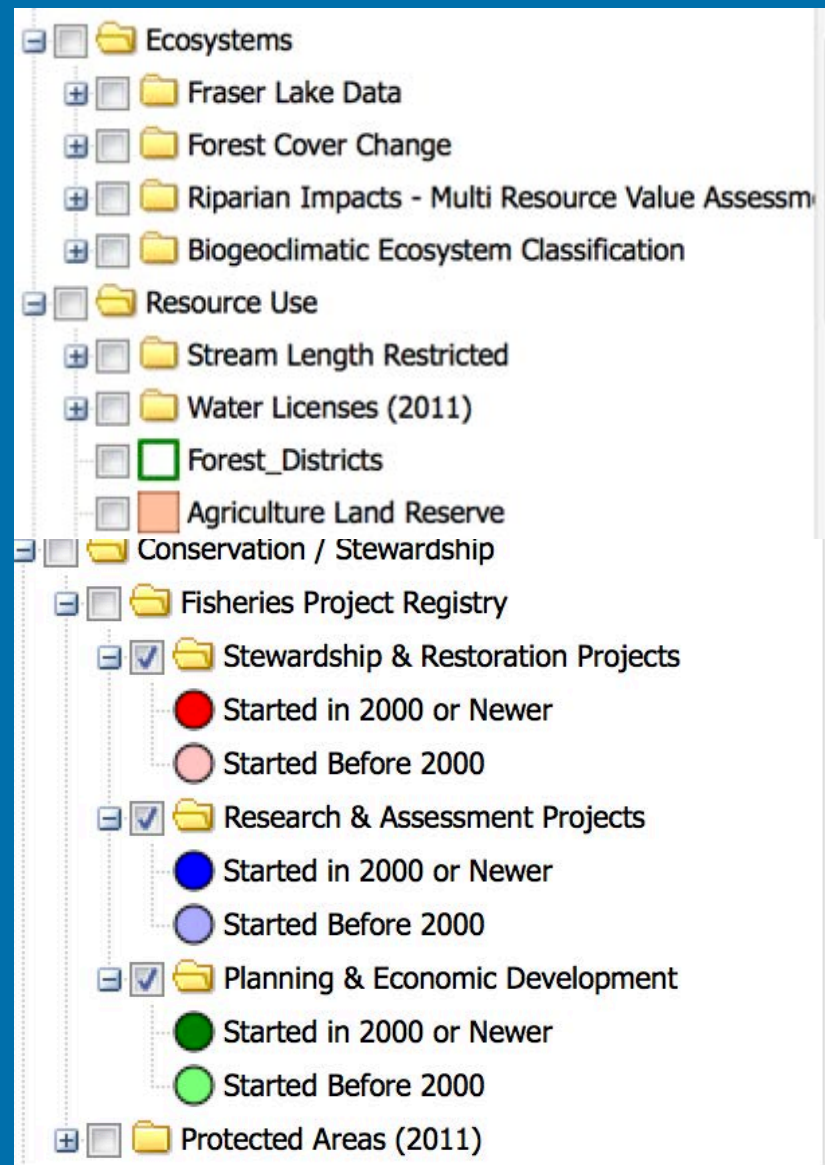 Ecosystems
Fraser Lake Data
Forest Cover Change
Riparian Impacts - Multi Resource Value Assessm
Biogeoclimatic Ecosystem Classification
Resource Use
Stream Length Restricted
Water Licenses (2011)
Forest_Districts
Agriculture Land Reserve
Conservation / Stewardship
Fisheries Project Registry
Stewardship & Restoration Projects
Started in 2000 or Newer
Started Before 2000
Research & Assessment Projects
Started in 2000 or Newer
Started Before 2000
Planning & Economic Development
Started in 2000 or Newer
Started Before 2000
Protected Areas (2011)